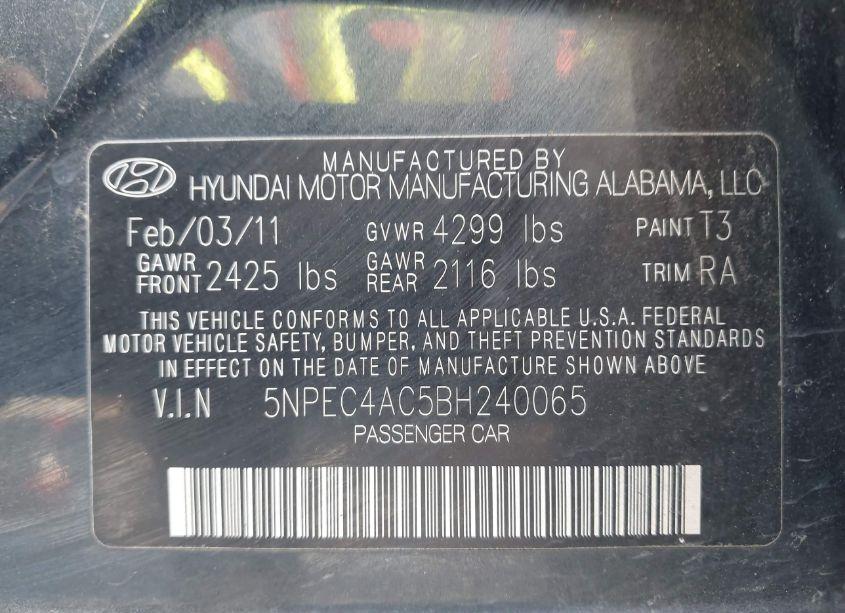 MANUFACTURED BY
HYUNDAI MOTOR MANUFACTURING ALABAMA, LLC
Feb/03/11 GVWR 4299 lbs PAINT T3
GAWR FRONT 2425 lbs GAWR REAR 2116 lbs TRIM RA
THIS VEHICLE CONFORMS TO ALL APPLICABLE U.S.A. FEDERAL
MOTOR VEHICLE SAFETY, BUMPER, AND THEFT PREVENTION STANDARDS
IN EFFECT ON THE DATE OF MANUFACTURE SHOWN ABOVE
V.I.N 5NPEC4AC5BH240065
PASSENGER CAR